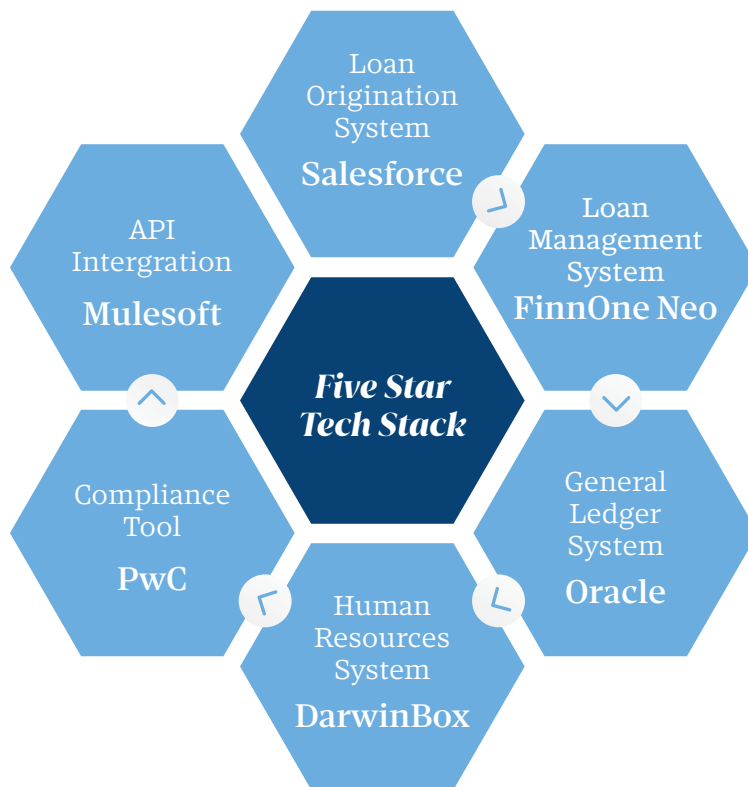 Loan
Origination
System
Salesforce
Loan
Management
System
FinnOne Neo
General
Ledger
System
Oracle
Human
Resources
System
DarwinBox
Compliance
Tool
PwC
API
Intergration
Mulesoft
Five Star
Tech Stack